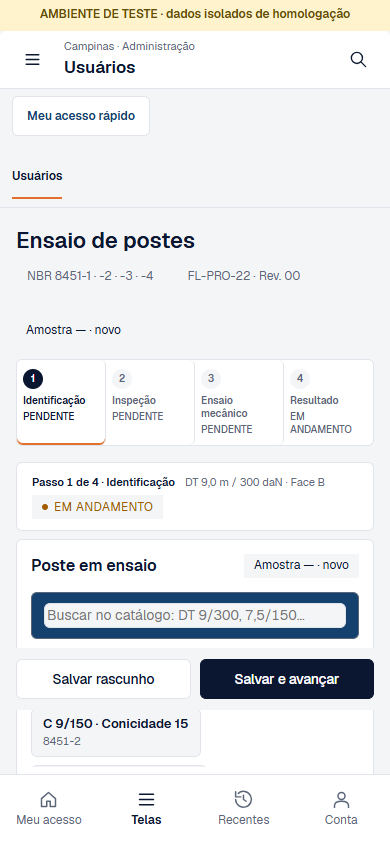 AMBIENTE DE TESTE · dados isolados de homologação
Campinas · Administração
Usuários
Meu acesso rápido
Usuários
Ensaio de postes
NBR 8451-1 · -2 · -3 · -4
FL-PRO-22 · Rev. 00
Amostra — · novo
1
Identificação
PENDENTE
2
Inspeção
PENDENTE
3
Ensaio
mecânico
PENDENTE
4
Resultado
EM
ANDAMENTO
Passo 1 de 4 · Identificação
DT 9,0 m / 300 daN · Face B
EM ANDAMENTO
Poste em ensaio
Amostra — · novo
Buscar no catálogo: DT 9/300, 7,5/150...
Salvar rascunho
Salvar e avançar
C 9/150 · Conicidade 15
8451-2
Meu acesso
Telas
Recentes
Conta